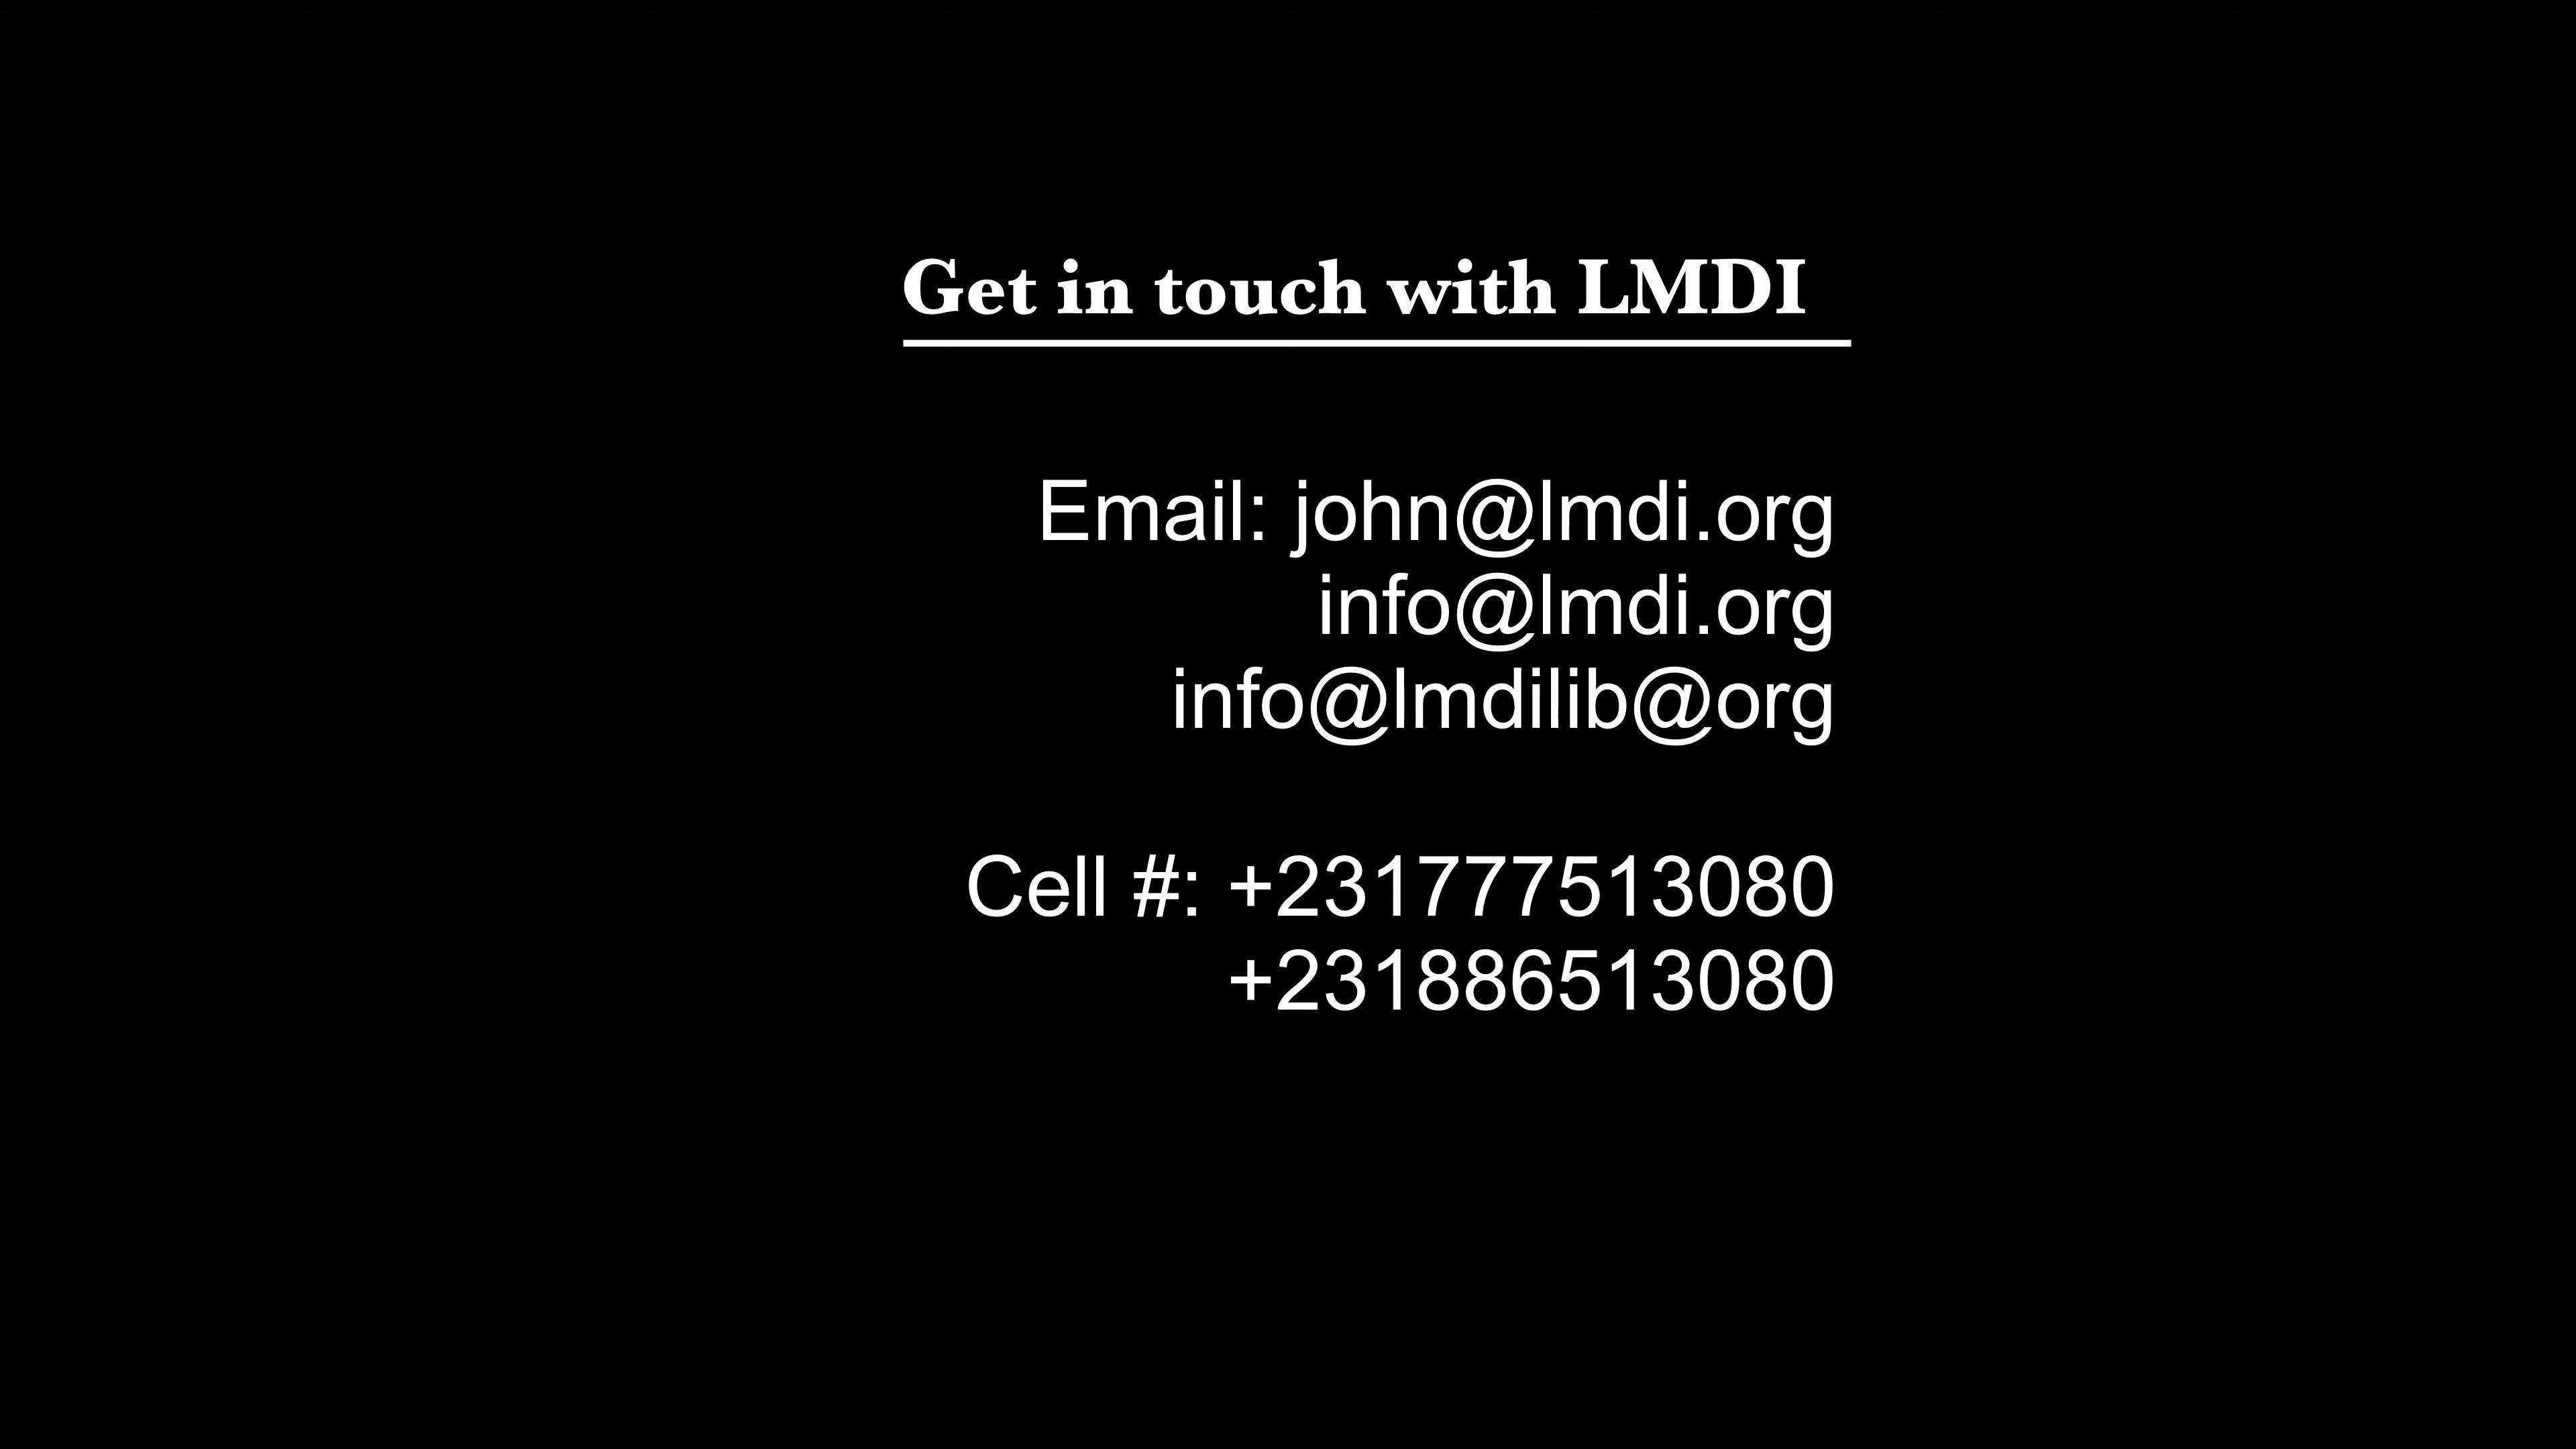 Get in touch with LMDI
Email: john@lmdi.org
info@lmdi.org
info@lmdilib@org
Cell #: +231777513080
+231886513080